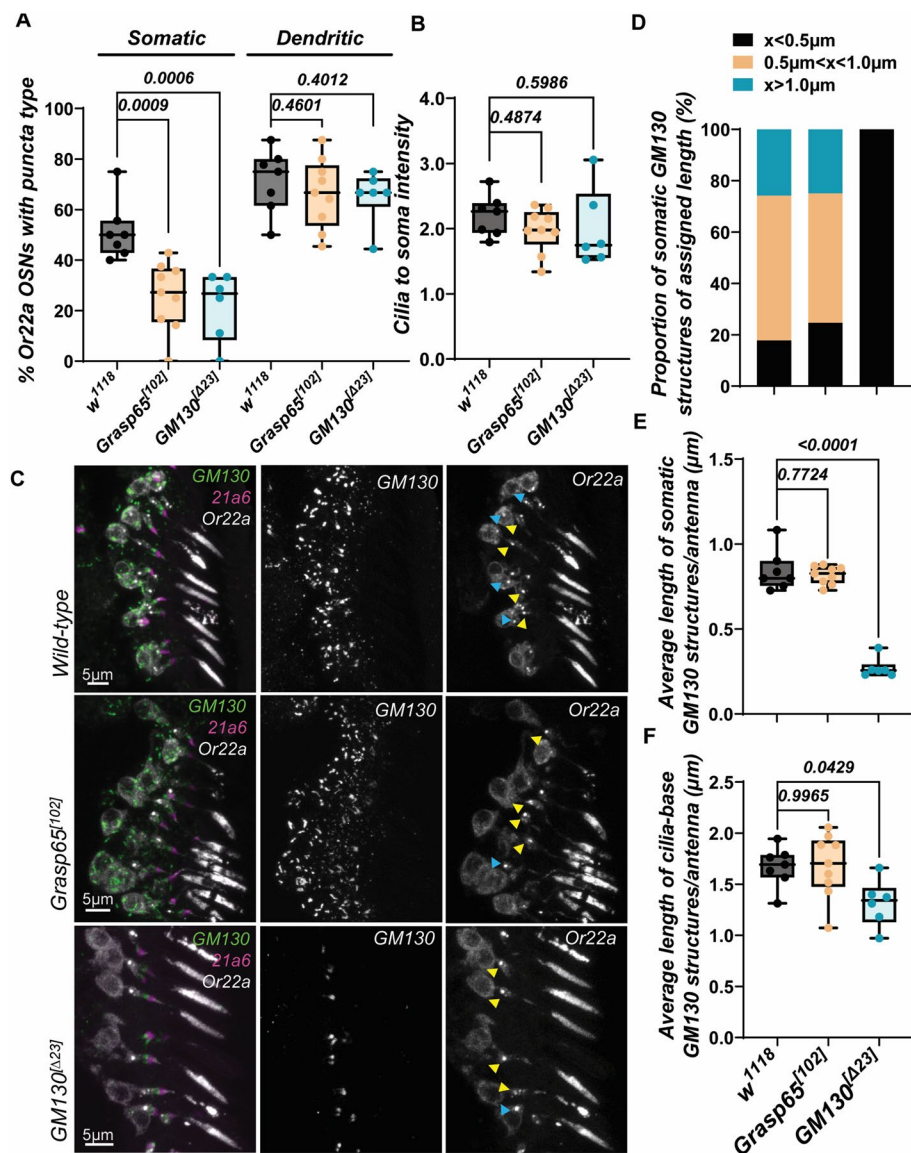 A
Somatic
Dendritic
0.0006
0.0009
0.4012
0.4601
% Or22a OSNs with puncta type
100
80
60
40
20
0
w1118
Grasp65[102]
GM130[Δ23]
w1118
Grasp65[102]
GM130[Δ23]
B
0.5986
0.4874
Cilia to soma intensity
4.0
3.0
2.0
1.0
0.0
w1118
Grasp65[102]
GM130[Δ23]
D
x<0.5μm
0.5μm<x<1.0μm
x>1.0μm
Proportion of somatic GM130
structures of assigned length (%)
100
80
60
40
20
0
C
Wild-type
GM130
21a6
Or22a
5μm
GM130
Or22a
Grasp65[102]
GM130
21a6
Or22a
5μm
GM130
Or22a
GM130[Δ23]
GM130
21a6
Or22a
5μm
GM130
Or22a
E
<0.0001
0.7724
Average length of somatic
GM130 structures/antenna (μm)
1.5
1.0
0.5
0.0
F
0.0429
0.9965
Average length of cilia-base
GM130 structures/antenna (μm)
2.5
2.0
1.5
1.0
0.5
0.0
w1118
Grasp65[102]
GM130[Δ23]